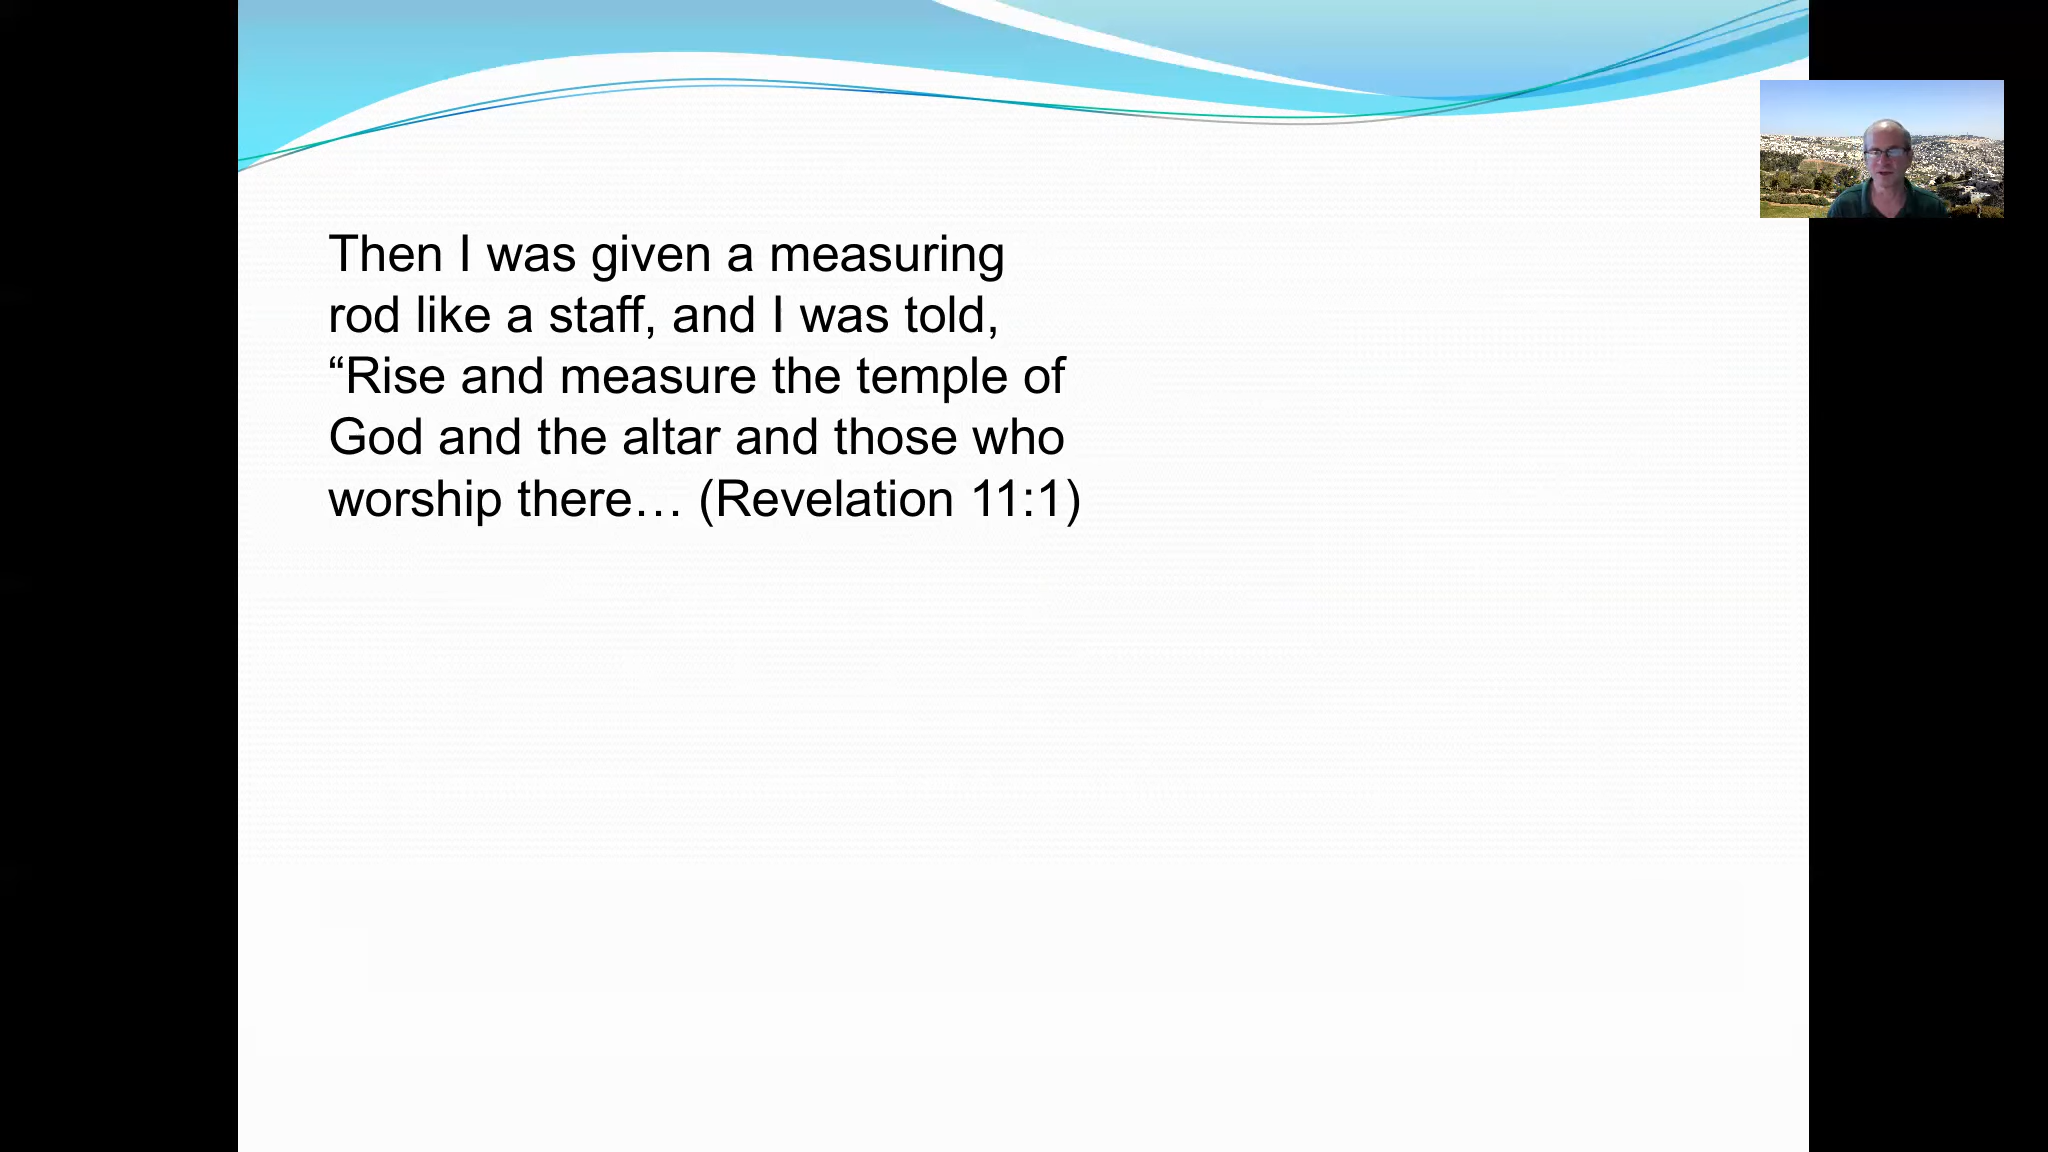 Then I was given a measuring
rod like a staff, and I was told,
“Rise and measure the temple of
God and the altar and those who
worship there… (Revelation 11:1)